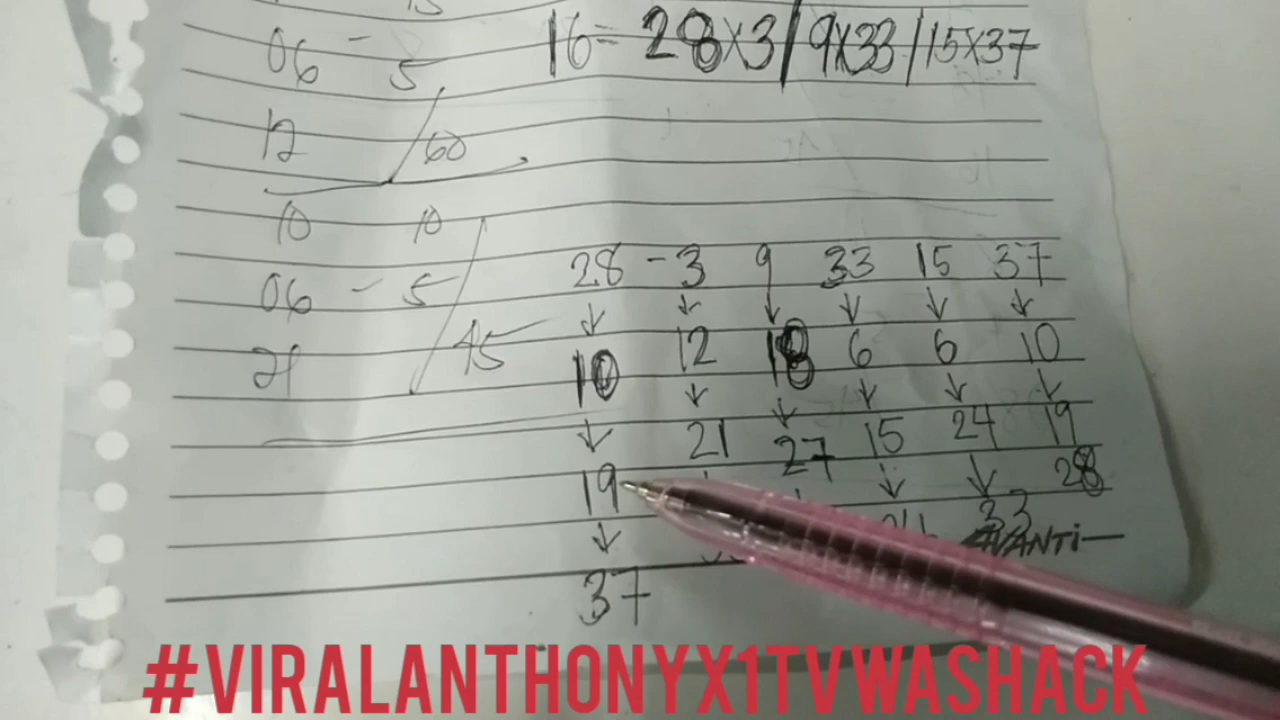 06 - 5 16 = 28x3/9x33/15x37
12 /60
10 10
06 - 5 28 - 3 9 33 15 37
21 45 10 12 18 6 6 10
21 27 15 24 19
19 28
33
AVANTi
37
#VIRALANTHONYX1TVWASHACK